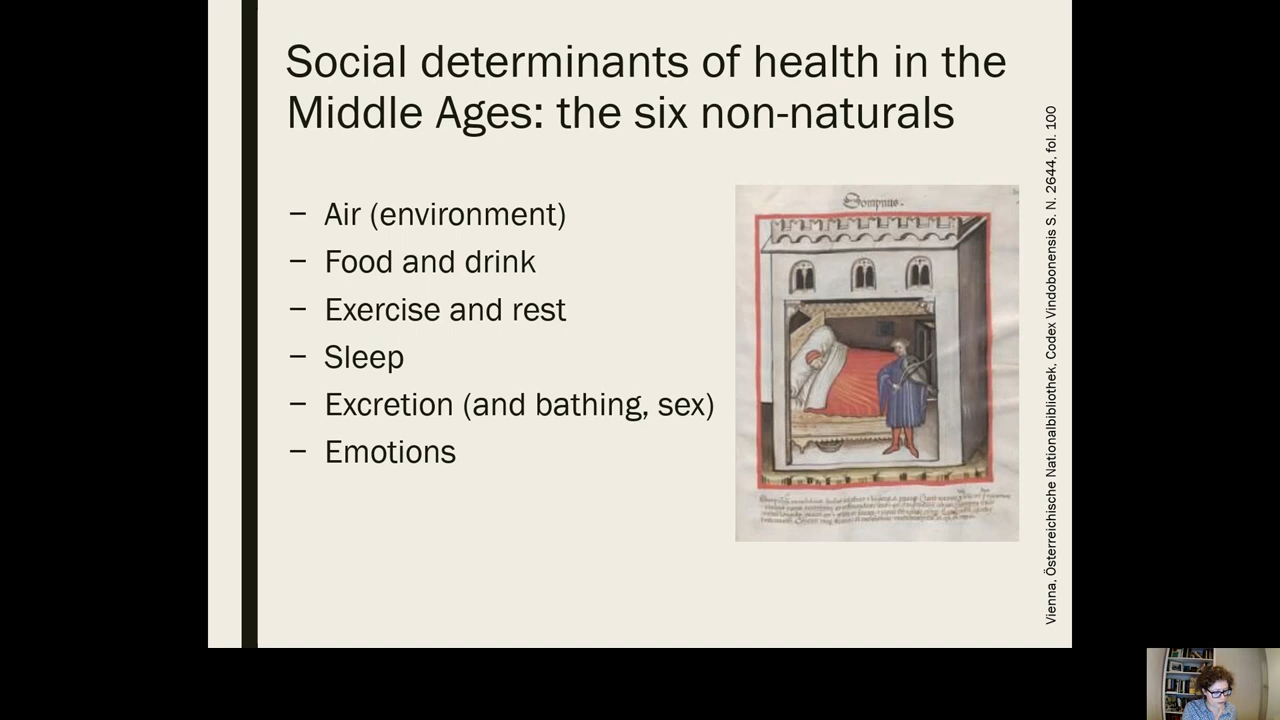 Social determinants of health in the
Middle Ages: the six non-naturals
– Air (environment)
– Food and drink
– Exercise and rest
– Sleep
– Excretion (and bathing, sex)
– Emotions
Sompnus.
Vienna, Österreichische Nationalbibliothek, Codex Vindobonensis S. N. 2644, fol. 100